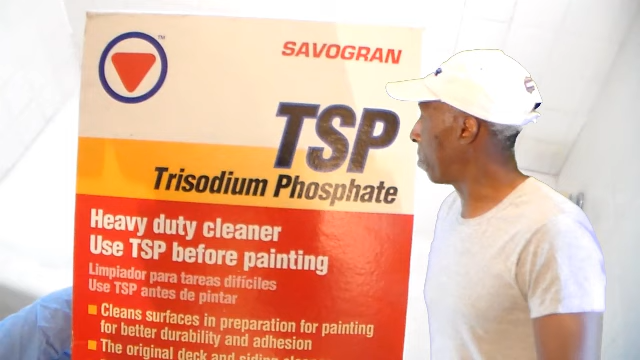 SAVOGRAN
TM
TSP
Trisodium Phosphate
Heavy duty cleaner
Use TSP before painting
Limpiador para tareas difíciles
Use TSP antes de pintar
Cleans surfaces in preparation for painting
for better durability and adhesion
The original deck and siding